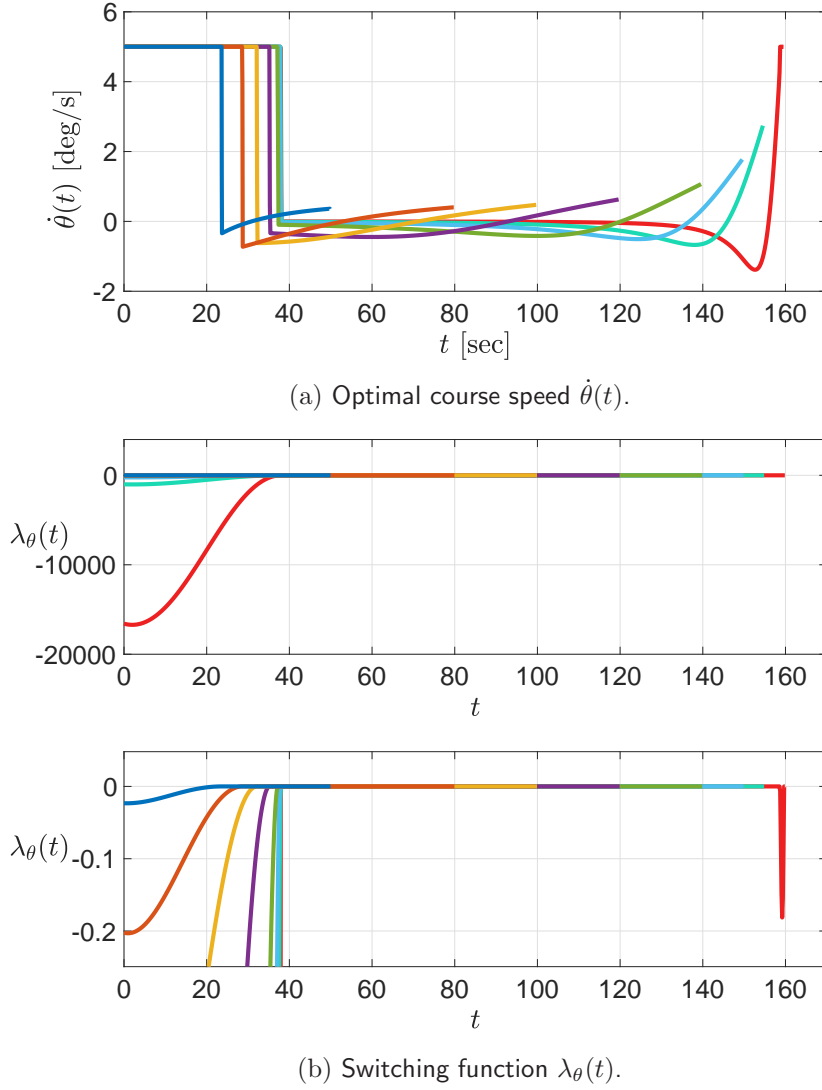 6
4
2
0
-2
θ̇(t) [deg/s]
0 20 40 60 80 100 120 140 160
t [sec]
(a) Optimal course speed θ̇(t).
0
-10000
-20000
λθ(t)
0 20 40 60 80 100 120 140 160
t
0
-0.1
-0.2
λθ(t)
0 20 40 60 80 100 120 140 160
t
(b) Switching function λθ(t).